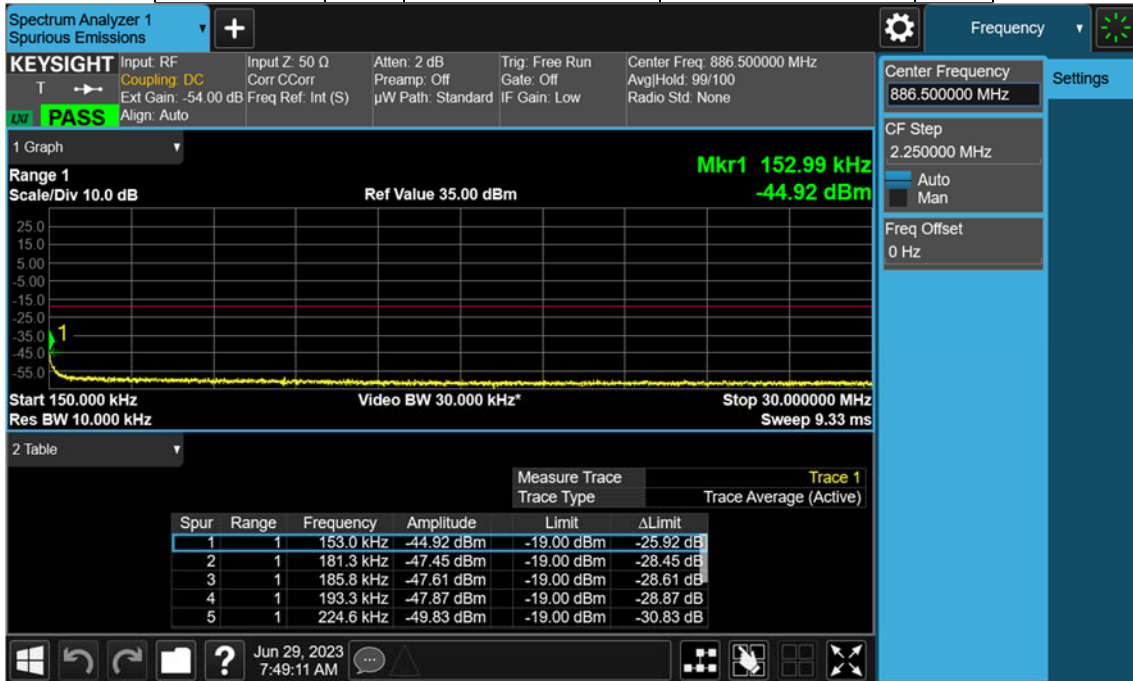 Spectrum Analyzer 1
Spurious Emissions
+
Frequency
KEYSIGHT Input: RF Input Z: 50 Ω Atten: 2 dB Trig: Free Run Center Freq: 886.500000 MHz
T Coupling: DC Corr CCorr Preamp: Off Gate: Off Avg|Hold: 99/100
Ext Gain: -54.00 dB Freq Ref: Int (S) µW Path: Standard IF Gain: Low Radio Std: None
LXI PASS Align: Auto
Center Frequency
886.500000 MHz
Settings
CF Step
2.250000 MHz
Auto
Man
Freq Offset
0 Hz
1 Graph
Range 1 Mkr1 152.99 kHz
Scale/Div 10.0 dB Ref Value 35.00 dBm -44.92 dBm
25.0
15.0
5.00
-5.00
-15.0
-25.0
-35.0 1
-45.0
-55.0
Start 150.000 kHz Video BW 30.000 kHz* Stop 30.000000 MHz
Res BW 10.000 kHz Sweep 9.33 ms
2 Table
Measure Trace Trace 1
Trace Type Trace Average (Active)
Spur Range Frequency Amplitude Limit ΔLimit
1 1 153.0 kHz -44.92 dBm -19.00 dBm -25.92 dB
2 1 181.3 kHz -47.45 dBm -19.00 dBm -28.45 dB
3 1 185.8 kHz -47.61 dBm -19.00 dBm -28.61 dB
4 1 193.3 kHz -47.87 dBm -19.00 dBm -28.87 dB
5 1 224.6 kHz -49.83 dBm -19.00 dBm -30.83 dB
? Jun 29, 2023
7:49:11 AM